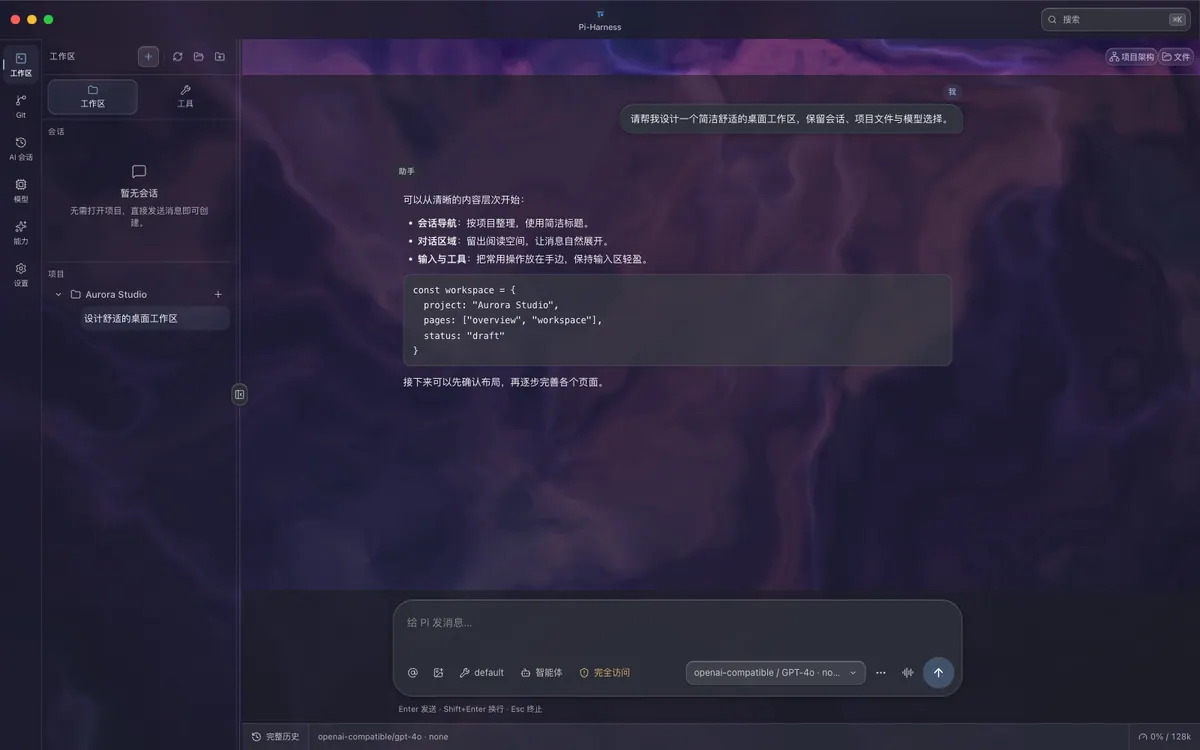 Pi-Harness
搜索
⌘K
工作区
Git
AI 会话
模型
能力
设置
工作区
工作区
工具
会话
暂无会话
无需打开项目，直接发送消息即可创
建。
项目
Aurora Studio
设计舒适的桌面工作区
项目架构
文件
我
请帮我设计一个简洁舒适的桌面工作区，保留会话、项目文件与模型选择。
助手
可以从清晰的内容层次开始：
• 会话导航：按项目整理，使用简洁标题。
• 对话区域：留出阅读空间，让消息自然展开。
• 输入与工具：把常用操作放在手边，保持输入区轻盈。
const workspace = {
project: "Aurora Studio",
pages: ["overview", "workspace"],
status: "draft"
}
接下来可以先确认布局，再逐步完善各个页面。
给 Pi 发消息...
default
智能体
完全访问
openai-compatible / GPT-4o · no...
Enter 发送 · Shift+Enter 换行 · Esc 终止
完整历史
openai-compatible/gpt-4o · none
0% / 128k